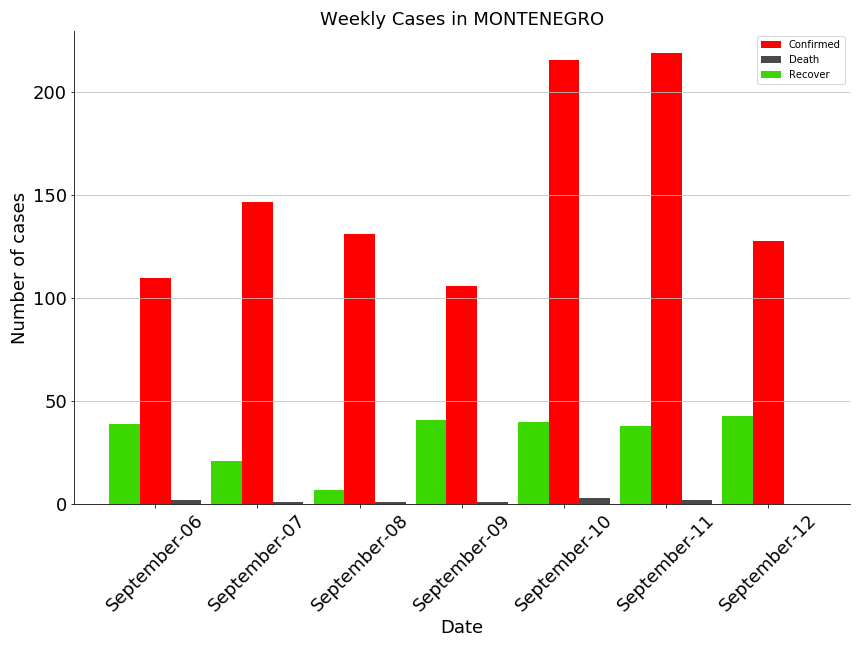 Weekly Cases in MONTENEGRO
Confirmed
Death
Recover
Number of cases
200
150
100
50
0
September-06
September-07
September-08
September-09
September-10
September-11
September-12
Date